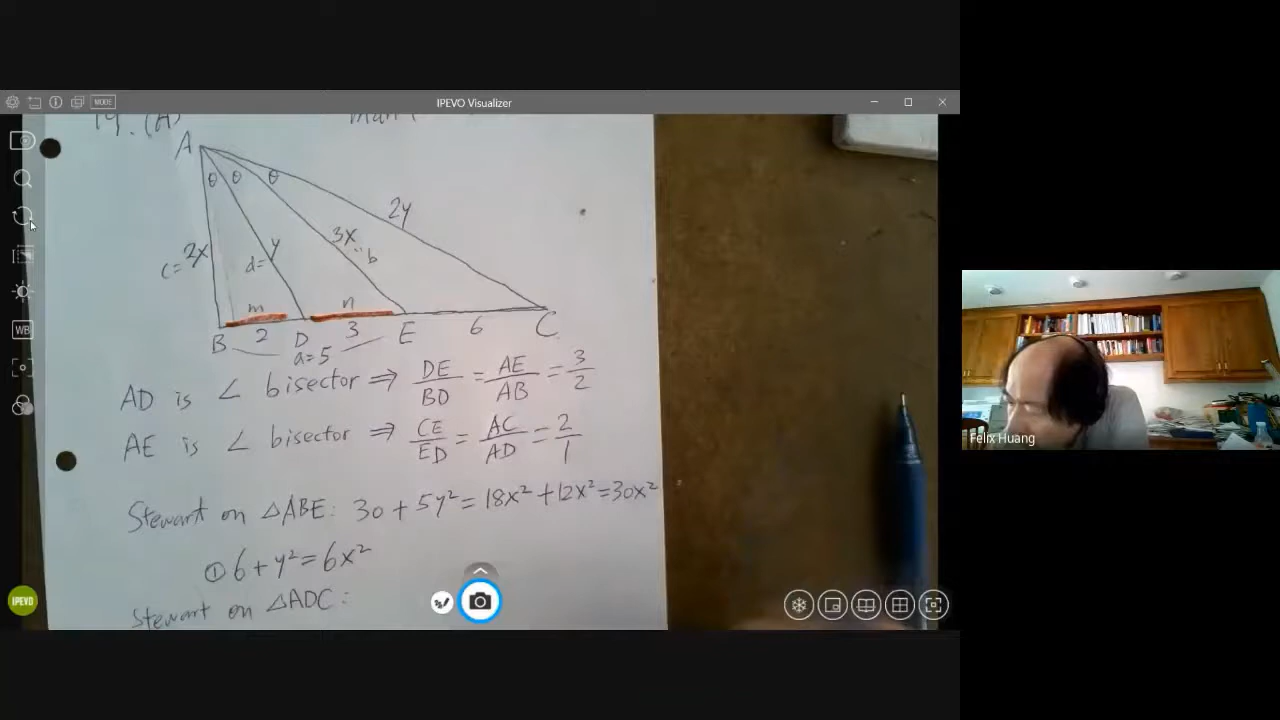 IPEVO Visualizer
MODE
19. (A)
A
θ θ θ
2y
3x
c=2x
d=y
b
m
n
2
3
6
B
D
E
C
a=5
AD is ∠ bisector ⇒ DE/BD = AE/AB = 3/2
AE is ∠ bisector ⇒ CE/ED = AC/AD = 2/1
Stewart on △ABE: 30 + 5y² = 18x² + 12x² = 30x²
① 6 + y² = 6x²
Stewart on △ADC:
WB
IPEVO
Felix Huang